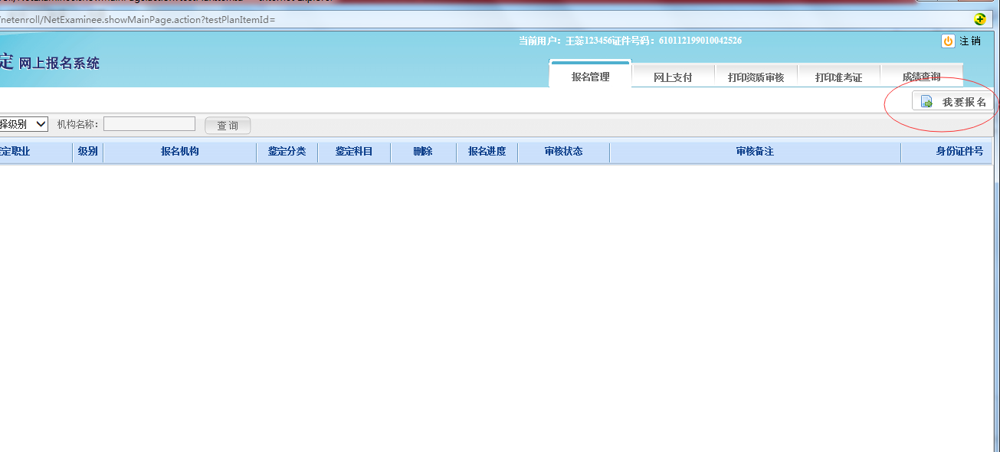 /netenroll/NetExaminee.showMainPage.action?testPlanItemId=
当前用户：王蕊123456证件号码：610112199010042526
注销
定 网上报名系统
报名管理 网上支付 打印资质审核 打印准考证 成绩查询
我要报名
择级别 机构名称： 查询
定职业 级别 报名机构 鉴定分类 鉴定科目 删除 报名进度 审核状态 审核备注 身份证件号